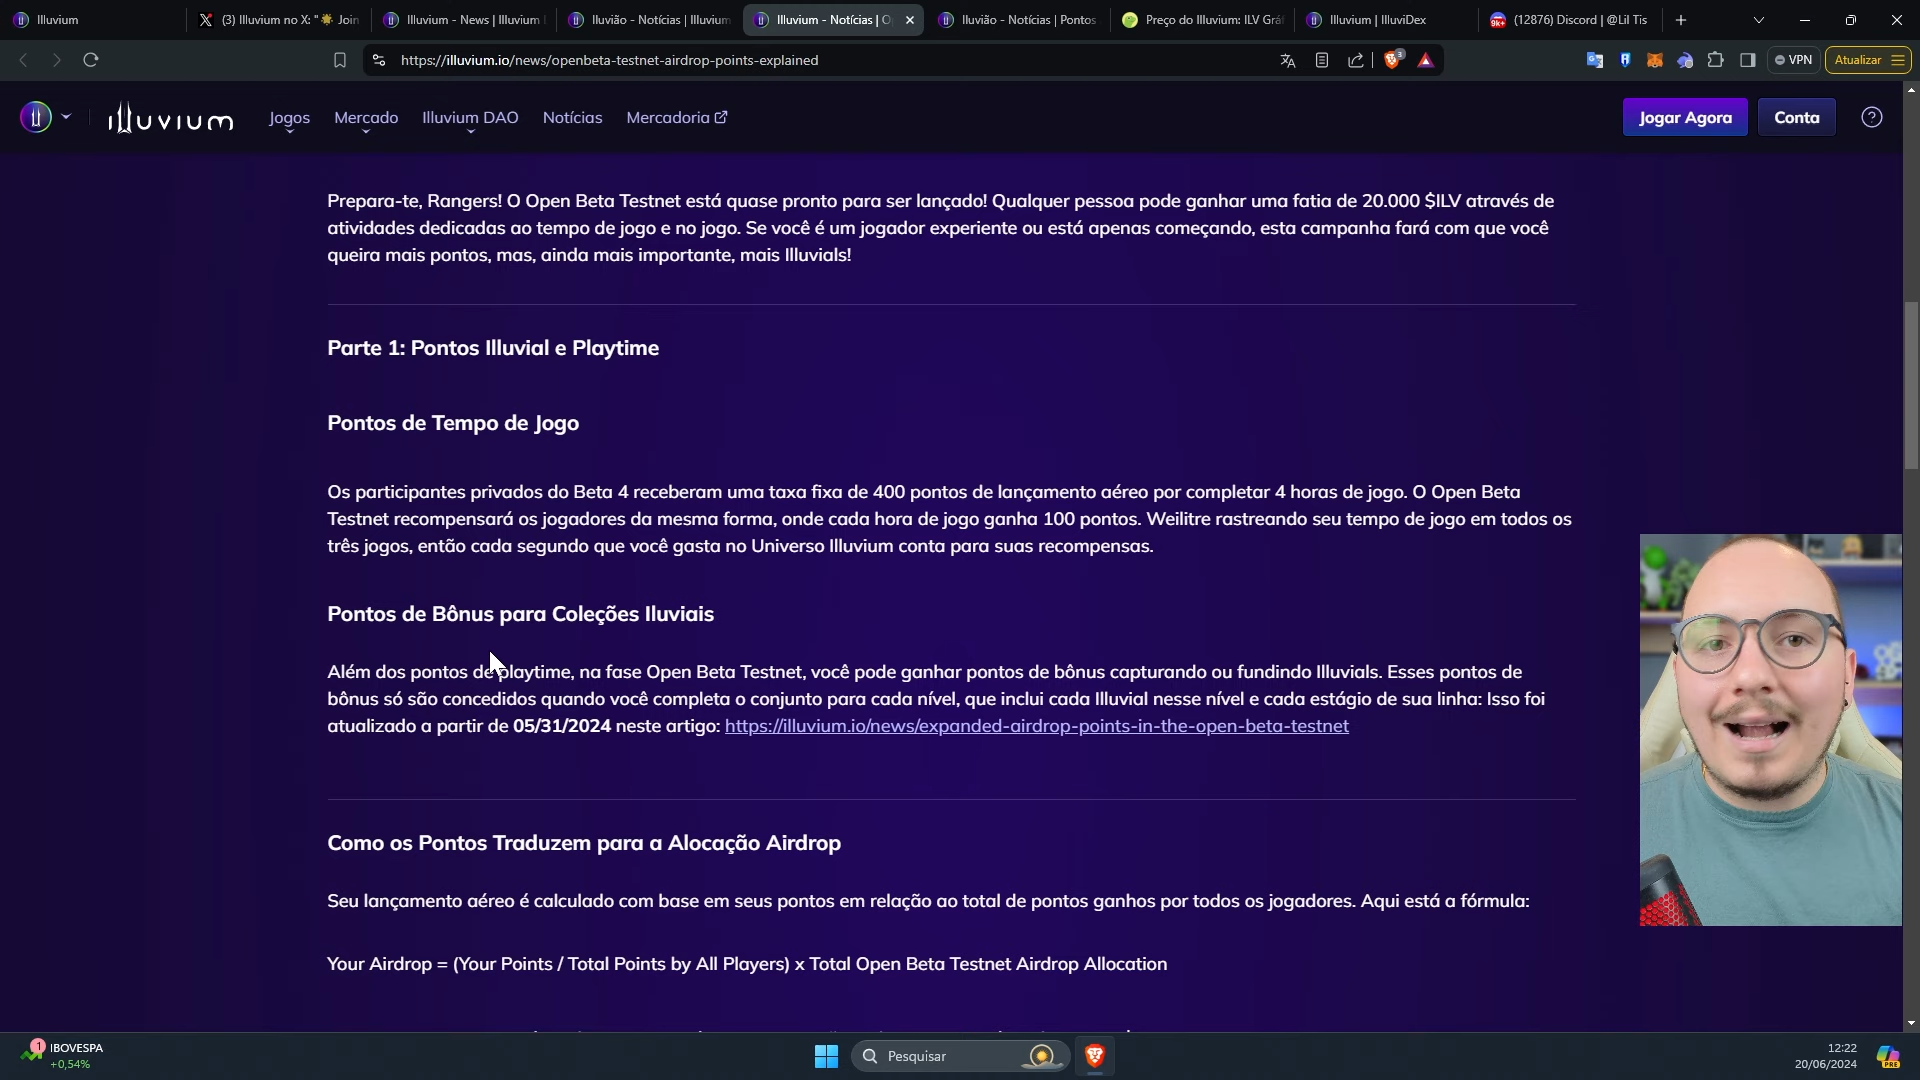 Illuvium
(3) Illuvium no X: "☀ Join
Illuvium - News | Illuvium
Iluvião - Notícias | Illuvium
Illuvium - Notícias | O
Iluvião - Notícias | Pontos
Preço do Illuvium: ILV Grá
Illuvium | IlluviDex
9k+
(12876) Discord | @Lil Tis
https://illuvium.io/news/openbeta-testnet-airdrop-points-explained
3
VPN
Atualizar
illuvium
Jogos
Mercado
Illuvium DAO
Notícias
Mercadoria
Jogar Agora
Conta
Prepara-te, Rangers! O Open Beta Testnet está quase pronto para ser lançado! Qualquer pessoa pode ganhar uma fatia de 20.000 $ILV através de
atividades dedicadas ao tempo de jogo e no jogo. Se você é um jogador experiente ou está apenas começando, esta campanha fará com que você
queira mais pontos, mas, ainda mais importante, mais Illuvials!
Parte 1: Pontos Illuvial e Playtime
Pontos de Tempo de Jogo
Os participantes privados do Beta 4 receberam uma taxa fixa de 400 pontos de lançamento aéreo por completar 4 horas de jogo. O Open Beta
Testnet recompensará os jogadores da mesma forma, onde cada hora de jogo ganha 100 pontos. Weilitre rastreando seu tempo de jogo em todos os
três jogos, então cada segundo que você gasta no Universo Illuvium conta para suas recompensas.
Pontos de Bônus para Coleções Iluviais
Além dos pontos de playtime, na fase Open Beta Testnet, você pode ganhar pontos de bônus capturando ou fundindo Illuvials. Esses pontos de
bônus só são concedidos quando você completa o conjunto para cada nível, que inclui cada Illuvial nesse nível e cada estágio de sua linha: Isso foi
atualizado a partir de 05/31/2024 neste artigo: https://illuvium.io/news/expanded-airdrop-points-in-the-open-beta-testnet
Como os Pontos Traduzem para a Alocação Airdrop
Seu lançamento aéreo é calculado com base em seus pontos em relação ao total de pontos ganhos por todos os jogadores. Aqui está a fórmula:
Your Airdrop = (Your Points / Total Points by All Players) x Total Open Beta Testnet Airdrop Allocation
1
IBOVESPA
+0,54%
Pesquisar
12:22
20/06/2024
PRE